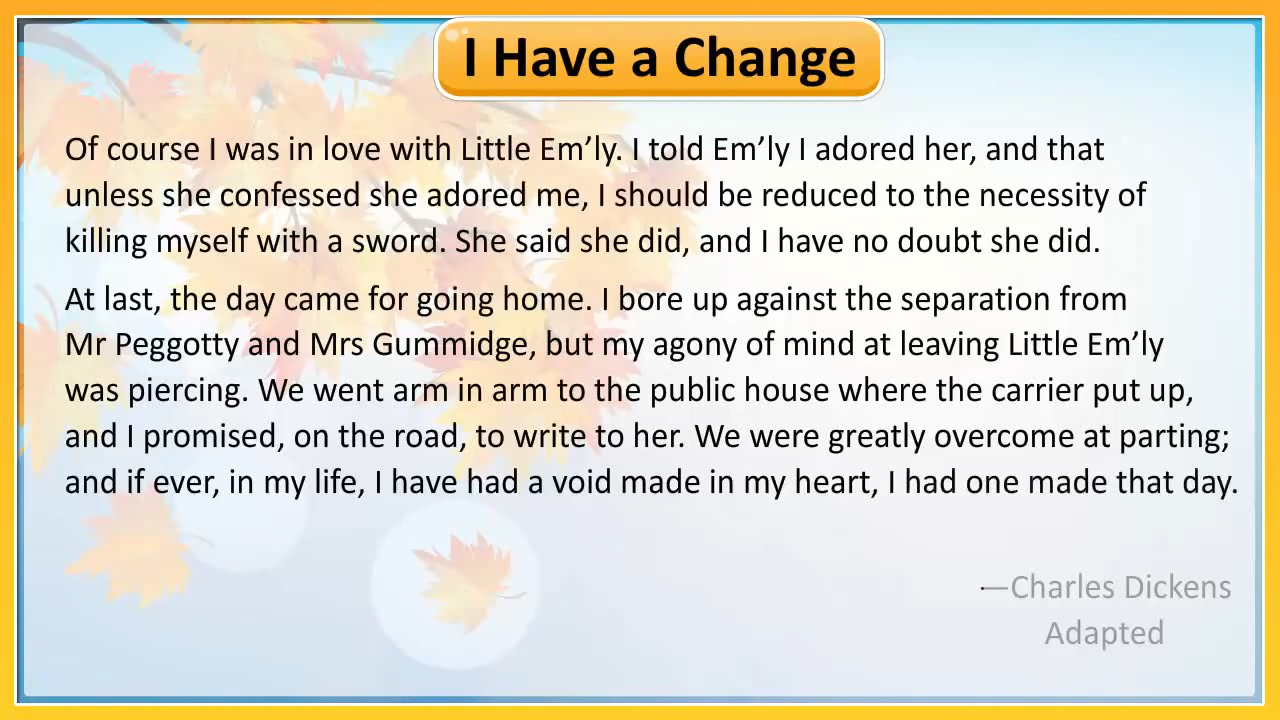 I Have a Change
Of course I was in love with Little Em’ly. I told Em’ly I adored her, and that
unless she confessed she adored me, I should be reduced to the necessity of
killing myself with a sword. She said she did, and I have no doubt she did.
At last, the day came for going home. I bore up against the separation from
Mr Peggotty and Mrs Gummidge, but my agony of mind at leaving Little Em’ly
was piercing. We went arm in arm to the public house where the carrier put up,
and I promised, on the road, to write to her. We were greatly overcome at parting;
and if ever, in my life, I have had a void made in my heart, I had one made that day.
—Charles Dickens
Adapted